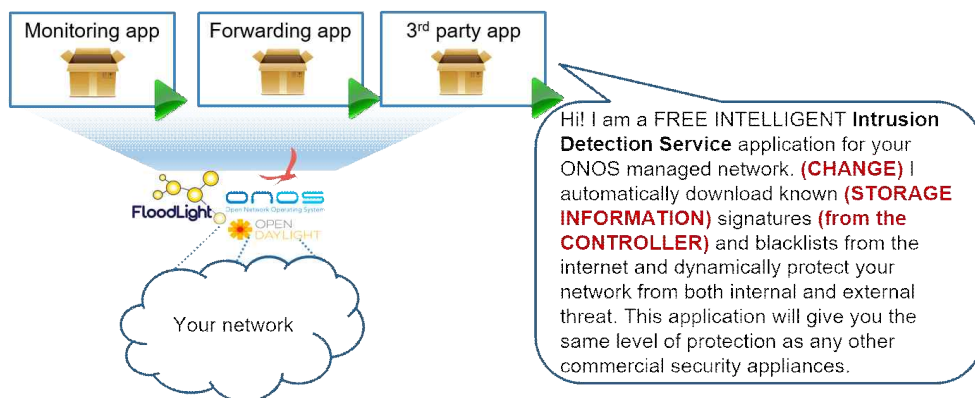 Monitoring app
Forwarding app
3rd party app
Hi! I am a FREE INTELLIGENT Intrusion
Detection Service application for your
ONOS managed network. (CHANGE) I
automatically download known (STORAGE
INFORMATION) signatures (from the
CONTROLLER) and blacklists from the
internet and dynamically protect your
network from both internal and external
threat. This application will give you the
same level of protection as any other
commercial security appliances.
FloodLight
onos
Open Network Operating System
OPEN
DAYLIGHT
Your network